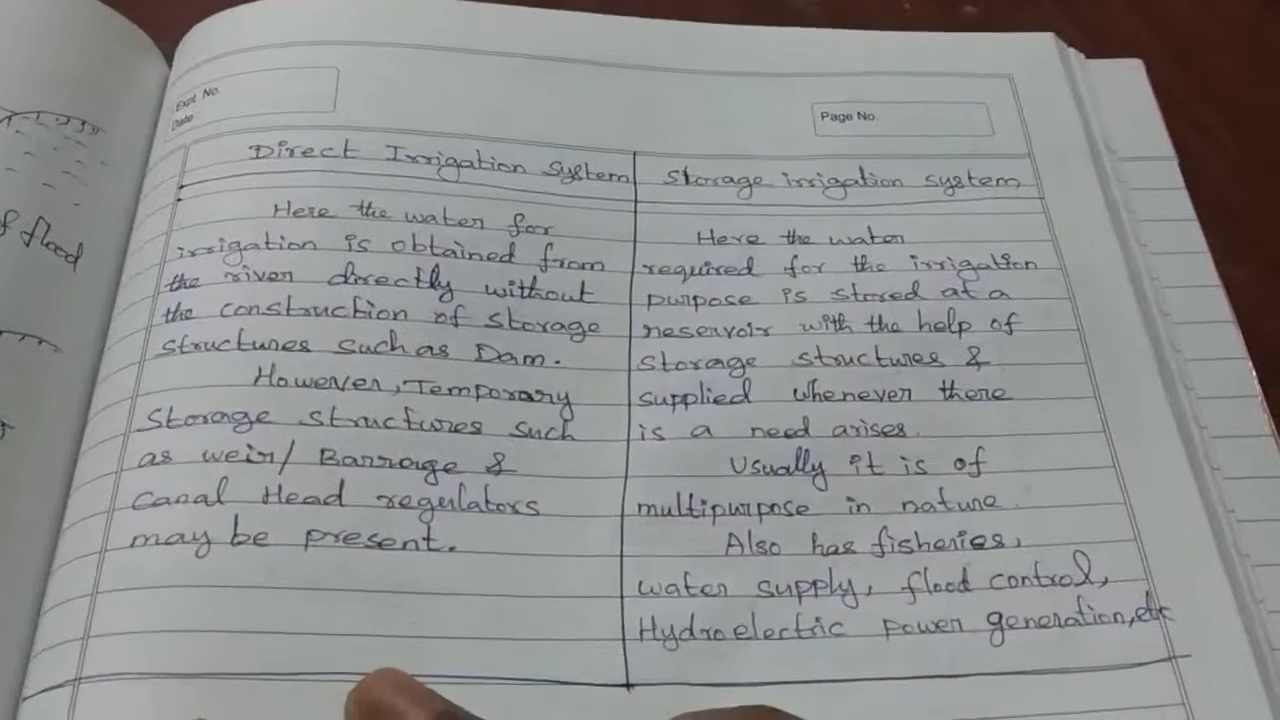 f flood
Expt. No.
Date
Page No.
Direct Irrigation System
Here the water for
irrigation is obtained from
the river directly without
the construction of storage
structures such as Dam.
However, Temporary
Storage structures such
as weir/ Barrage &
Canal Head regulators
may be present.
Storage irrigation system
Here the water
required for the irrigation
purpose is stored at a
reservoir with the help of
storage structures &
supplied whenever there
is a need arises.
Usually it is of
multipurpose in nature.
Also has fisheries,
water supply, flood control,
Hydroelectric power generation, etc